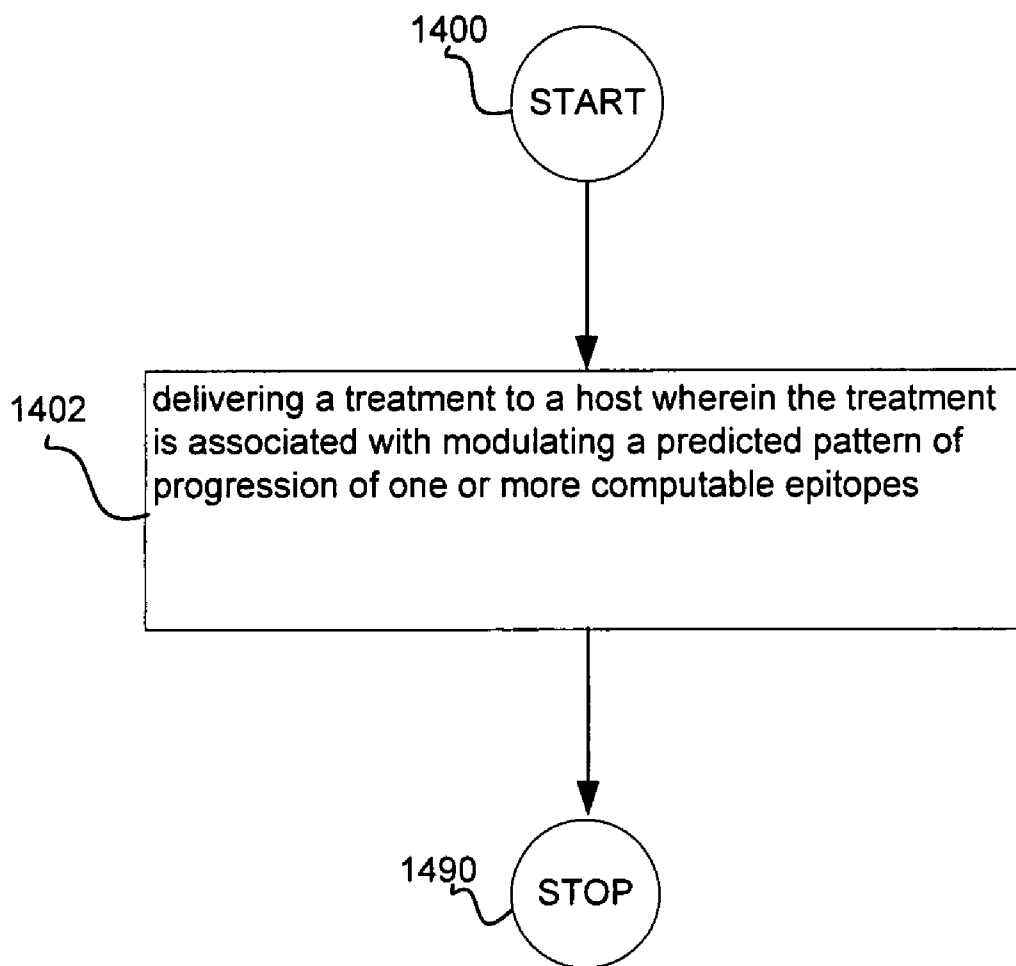 1400
START
1402
delivering a treatment to a host wherein the treatment
is associated with modulating a predicted pattern of
progression of one or more computable epitopes
1490
STOP